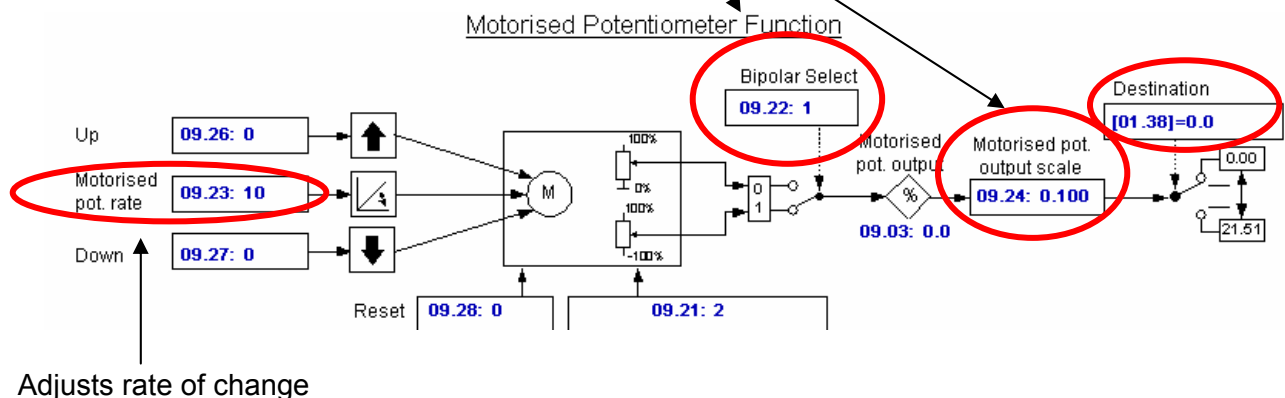 Motorised Potentiometer Function
Bipolar Select
09.22: 1
Destination
[01.38]=0.0
Up
09.26: 0
Motorised
pot. rate
09.23: 10
Down
09.27: 0
M
100%
0%
100%
-100%
0
1
Motorised
pot. output
%
09.03: 0.0
Motorised pot.
output scale
09.24: 0.100
0.00
21.51
Reset
09.28: 0
09.21: 2
Adjusts rate of change